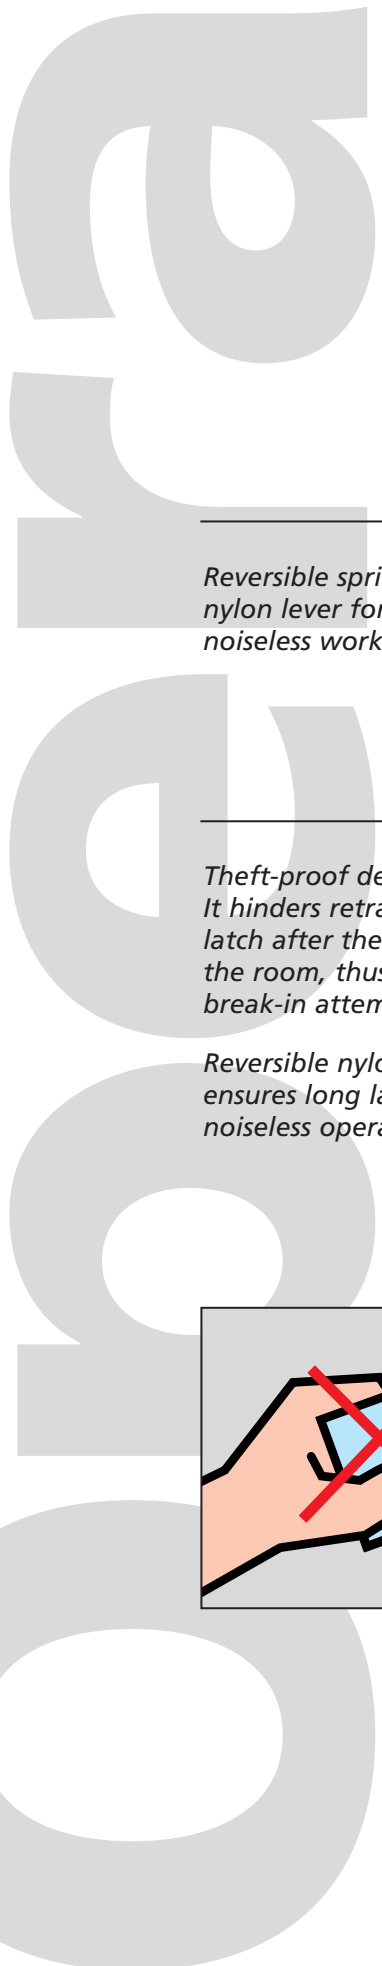 Opera
Reversible spri
nylon lever for
noiseless work
Theft-proof de
It hinders retra
latch after the
the room, thus
break-in attem
Reversible nylo
ensures long la
noiseless opera